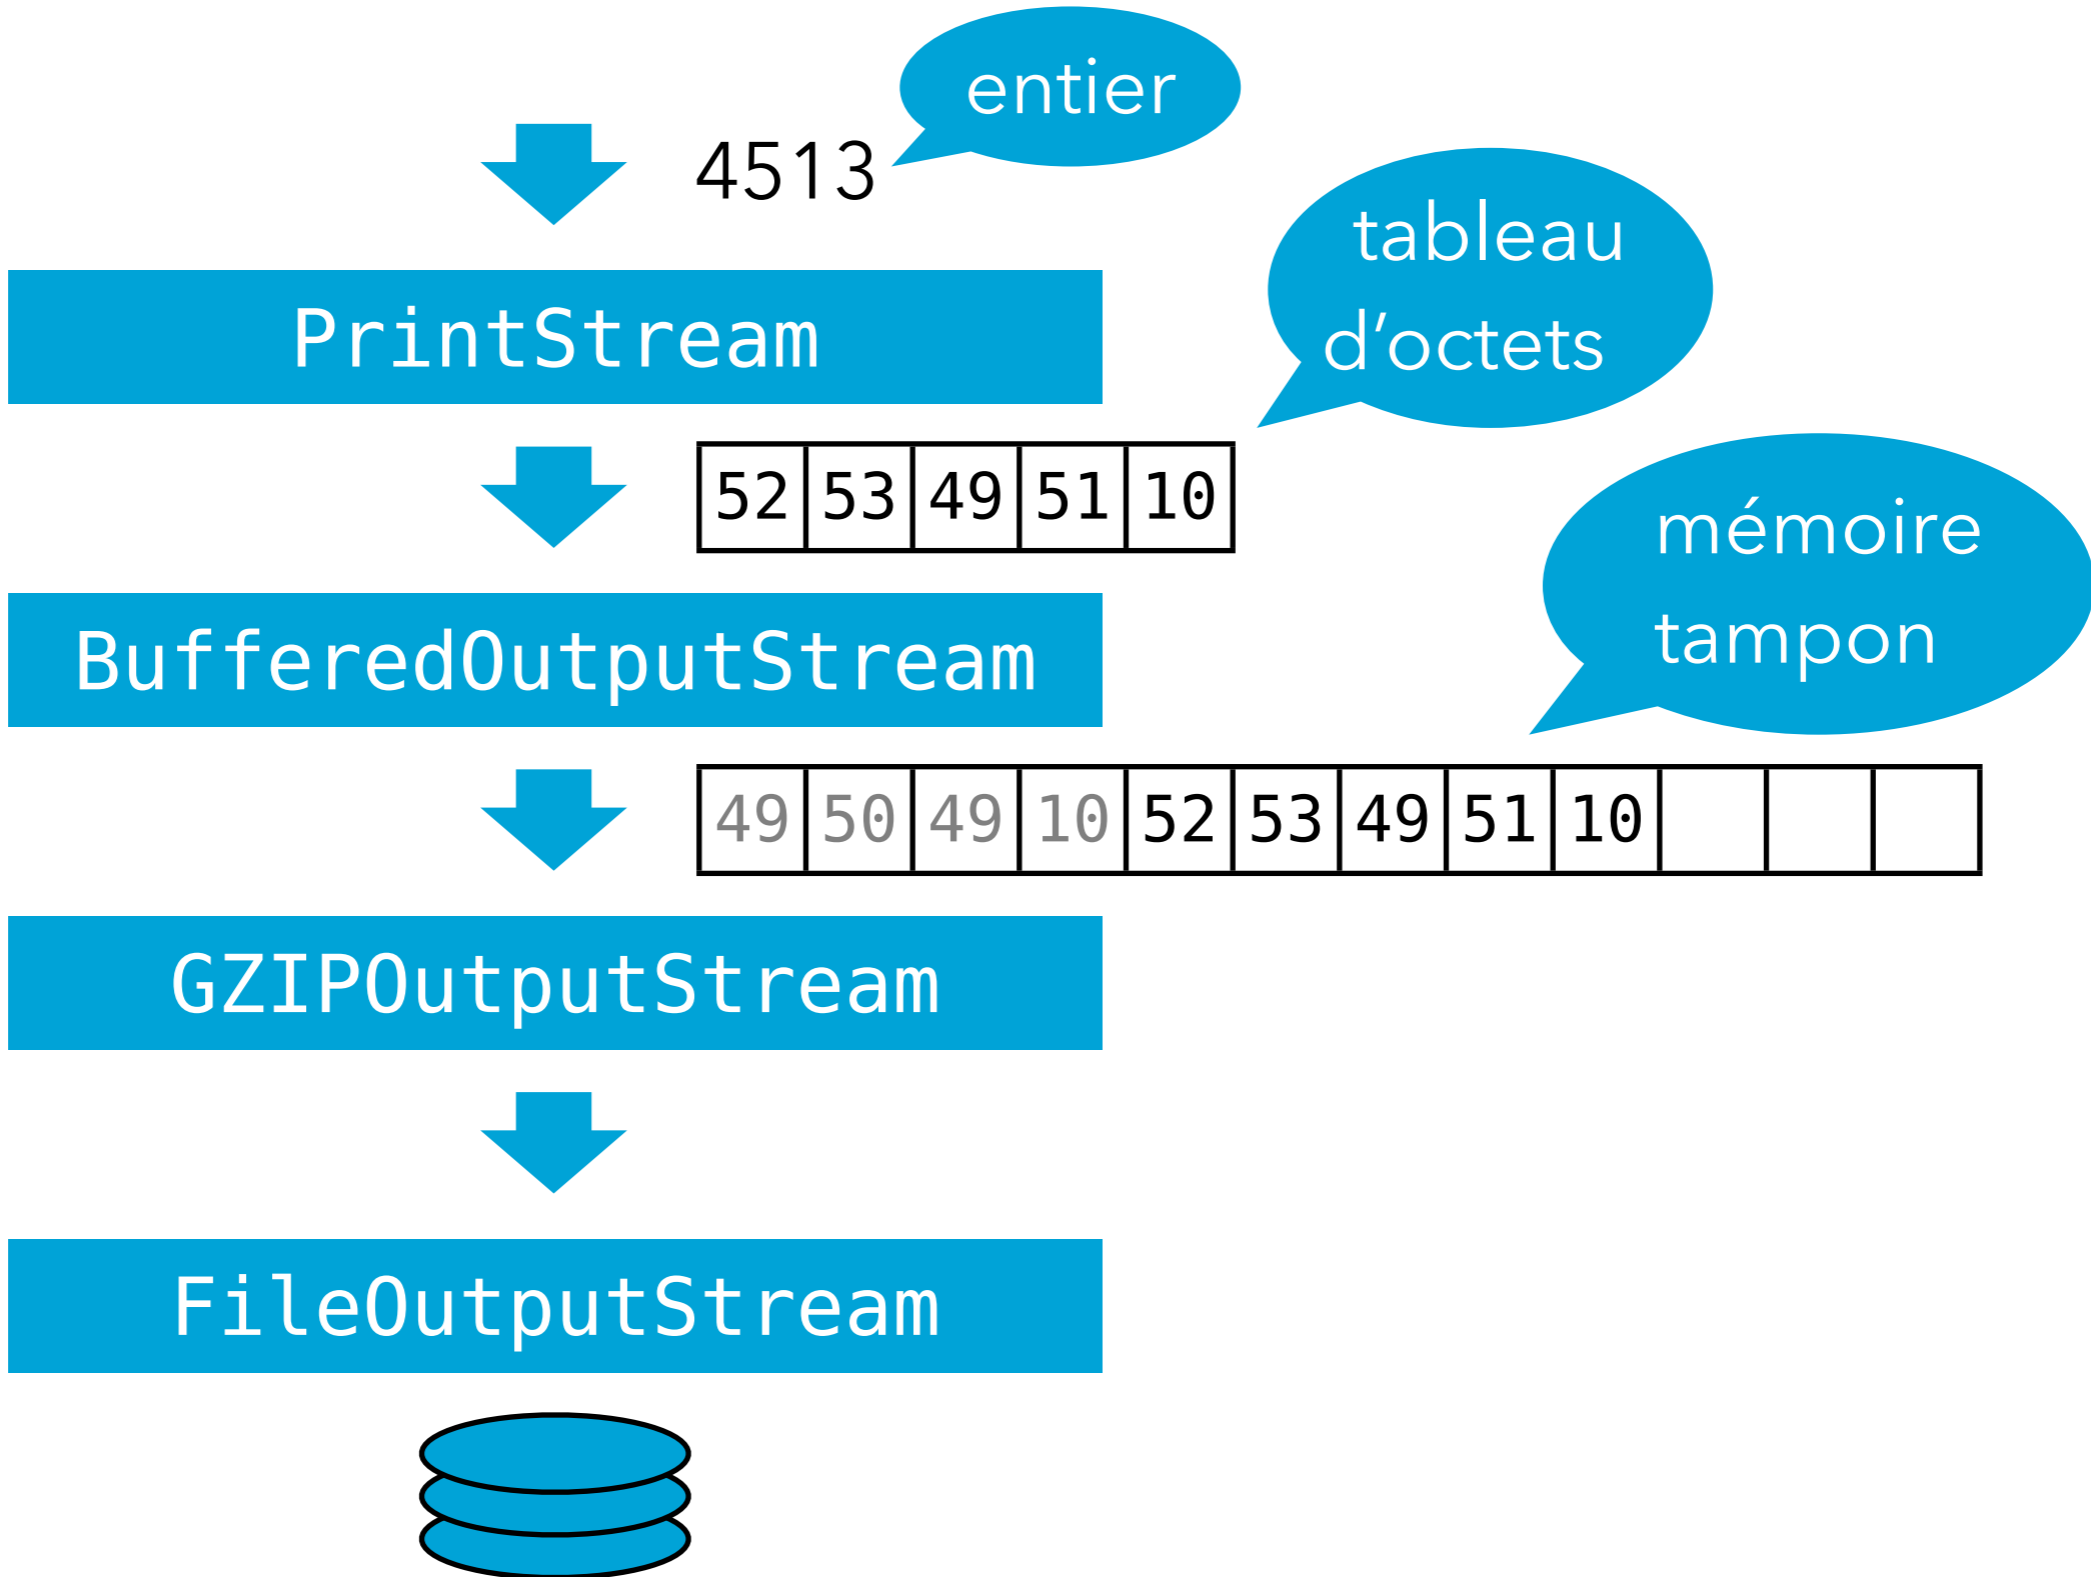 entier
4513
tableau
d’octets
PrintStream
52 53 49 51 10
mémoire
tampon
BufferedOutputStream
49 50 49 10 52 53 49 51 10
GZIPOutputStream
FileOutputStream